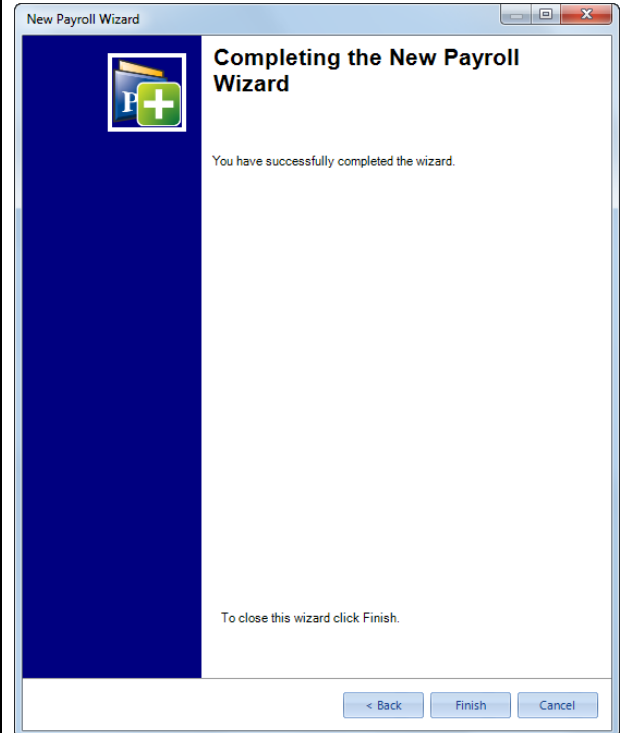 New Payroll Wizard
Completing the New Payroll
Wizard
P
You have successfully completed the wizard.
To close this wizard click Finish.
< Back Finish Cancel